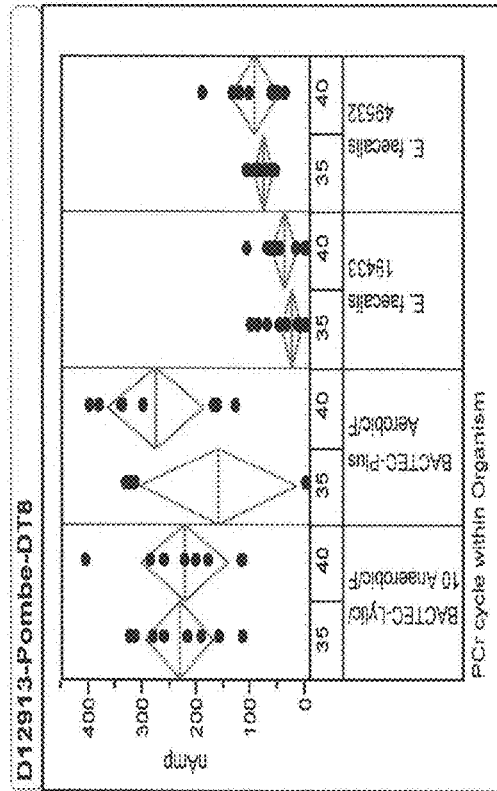 D12913-Pombe-DT8
nAmp
400
300
200
100
0
35 40 35 40 35 40 35 40
BACTEC-Lytic/
10 Anaerobic/F
BACTEC-Plus
Aerobic/F
E. faecalis
19433
E. faecalis
49532
PCr cycle within Organism